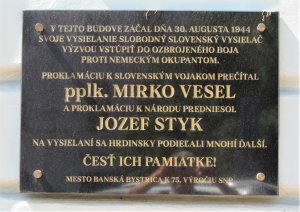 V TEJTO BUDOVE ZAČAL DŇA 30. AUGUSTA 1944
SVOJE VYSIELANIE SLOBODNÝ SLOVENSKÝ VYSIELAČ
VÝZVOU VSTÚPIŤ DO OZBROJENÉHO BOJA
PROTI NEMECKÝM OKUPANTOM.
PROKLAMÁCIU K SLOVENSKÝM VOJAKOM PREČÍTAL
pplk. MIRKO VESEL
A PROKLAMÁCIU K NÁRODU PREDNIESOL
JOZEF STYK
NA VYSIELANÍ SA HRDINSKY PODIEĽALI MNOHÍ ĎALŠÍ.
ČESŤ ICH PAMIATKE!
MESTO BANSKÁ BYSTRICA K 75. VÝROČIU SNP